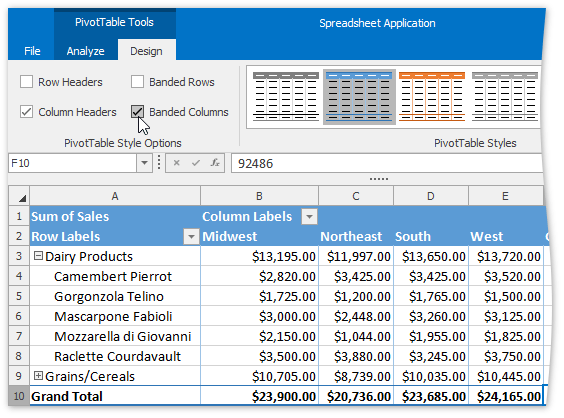 PivotTable Tools Spreadsheet Application
File Analyze Design
Row Headers Banded Rows
Column Headers Banded Columns
PivotTable Style Options PivotTable Styles
F10 fx 92486
A B C D E
1 Sum of Sales Column Labels
2 Row Labels Midwest Northeast South West
3 Dairy Products $13,195.00 $11,997.00 $13,650.00 $13,720.00
4 Camembert Pierrot $2,820.00 $3,425.00 $3,425.00 $3,520.00
5 Gorgonzola Telino $1,725.00 $1,200.00 $1,765.00 $1,500.00
6 Mascarpone Fabioli $3,000.00 $2,448.00 $3,260.00 $3,125.00
7 Mozzarella di Giovanni $2,150.00 $1,044.00 $1,955.00 $1,825.00
8 Raclette Courdavault $3,500.00 $3,880.00 $3,245.00 $3,750.00
9 Grains/Cereals $10,705.00 $8,739.00 $10,035.00 $10,445.00
10 Grand Total $23,900.00 $20,736.00 $23,685.00 $24,165.00